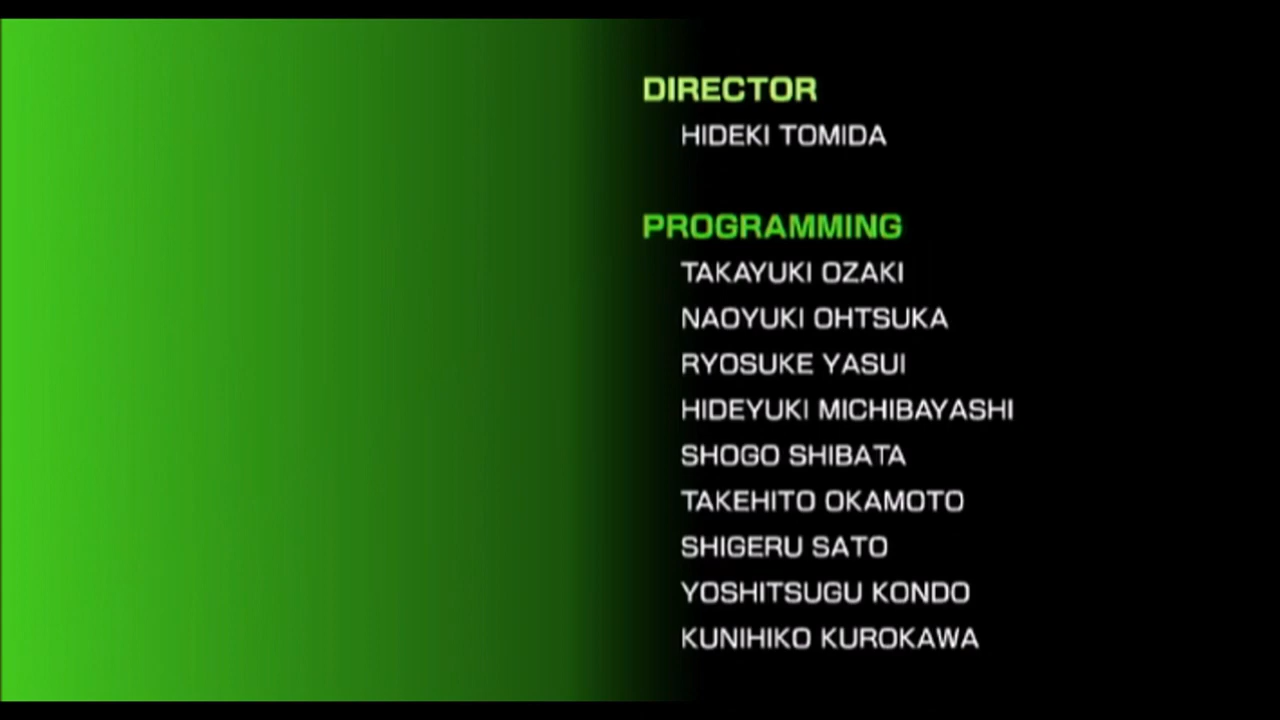 DIRECTOR
HIDEKI TOMIDA
PROGRAMMING
TAKAYUKI OZAKI
NAOYUKI OHTSUKA
RYOSUKE YASUI
HIDEYUKI MICHIBAYASHI
SHOGO SHIBATA
TAKEHITO OKAMOTO
SHIGERU SATO
YOSHITSUGU KONDO
KUNIHIKO KUROKAWA